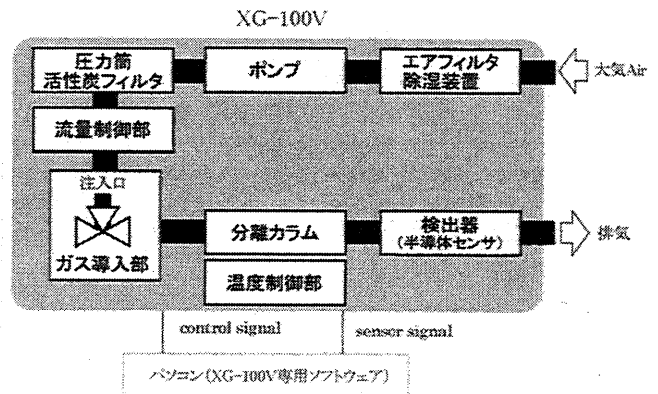 XG-100V
圧力筒
活性炭フィルタ
ポンプ
エアフィルタ
除湿装置
大気Air
流量制御部
注入口
ガス導入部
分離カラム
検出器
(半導体センサ)
排気
温度制御部
control signal
sensor signal
パソコン(XG-100V専用ソフトウェア)